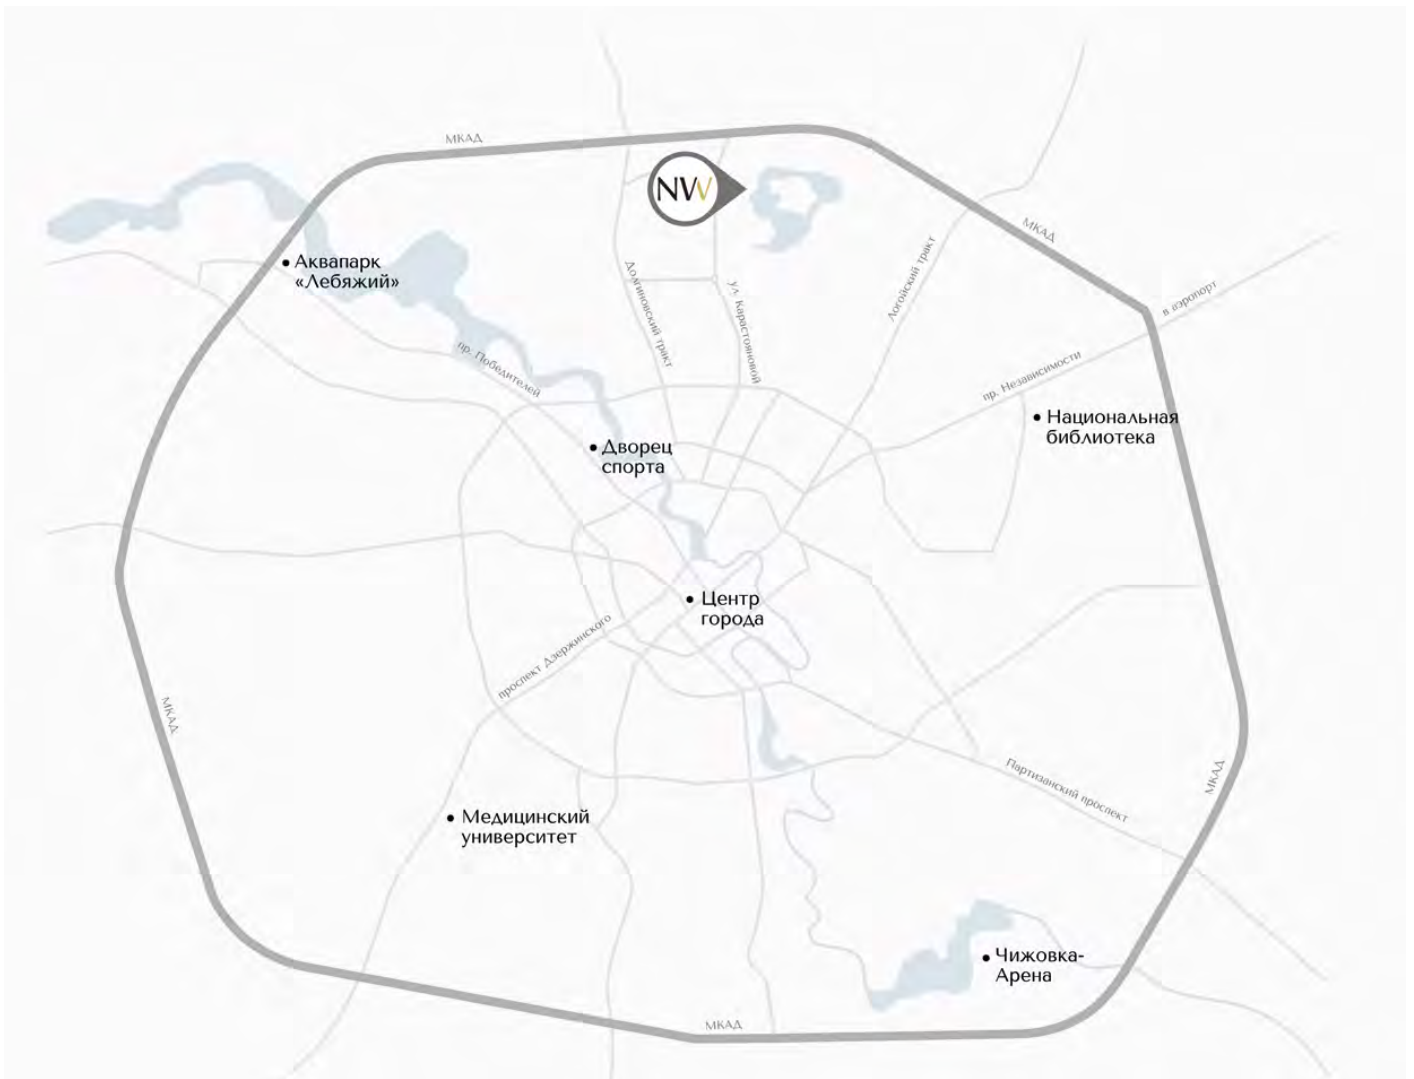 МКАД
NW
МКАД
Аквапарк
«Лебяжий»
Долгиновский тракт
ул. Карастояновой
Логойский тракт
в аэропорт
пр. Победителей
пр. Независимости
Национальная
библиотека
Дворец
спорта
Центр
города
проспект Дзержинского
МКАД
МКАД
Партизанский проспект
Медицинский
университет
Чижовка-
Арена
МКАД